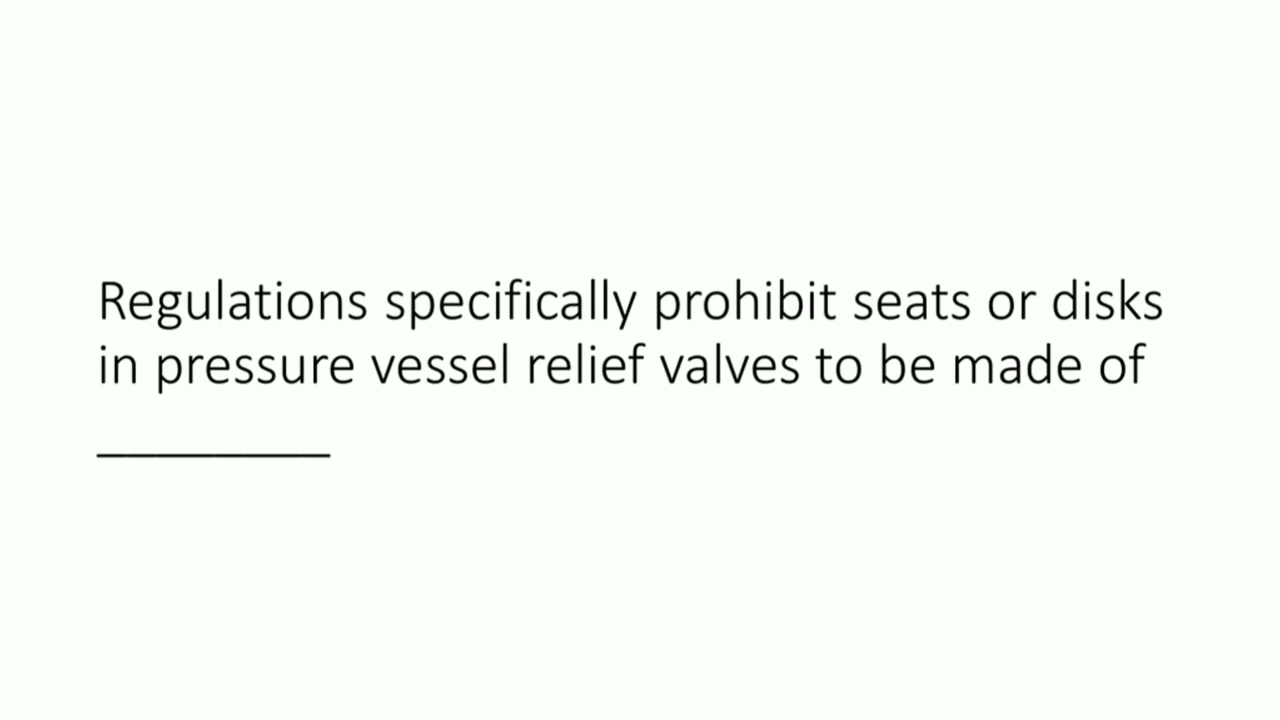 Regulations specifically prohibit seats or disks
in pressure vessel relief valves to be made of
_________